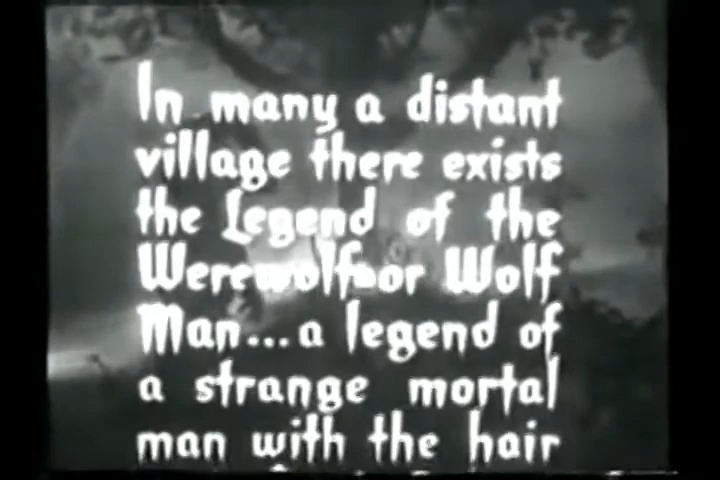 In many a distant
village there exists
the Legend of the
Werewolf or Wolf
Man...a legend of
a strange mortal
man with the hair